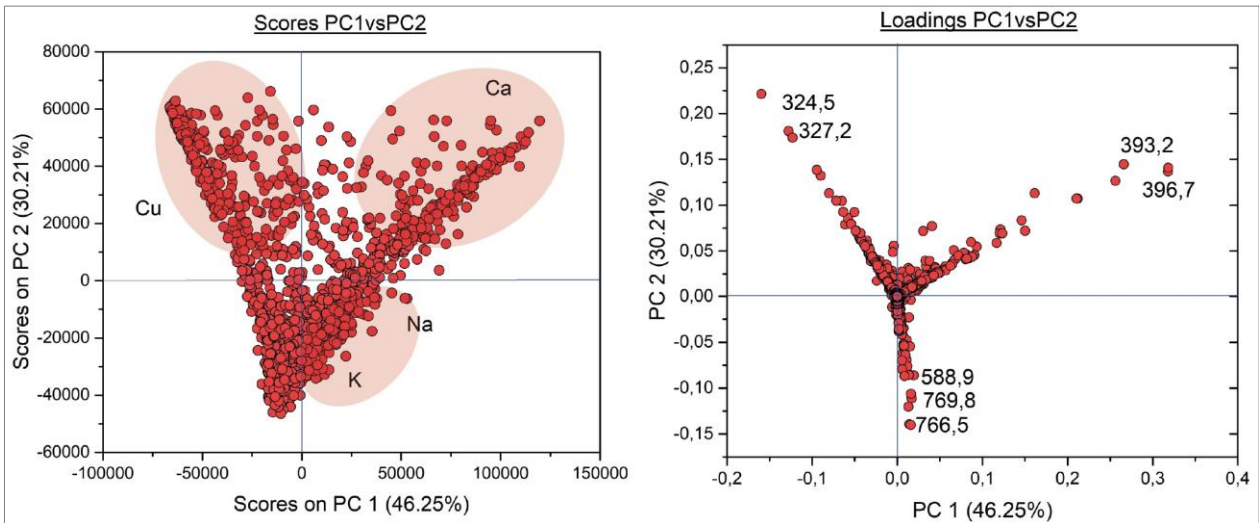 Scores PC1vsPC2
80000
60000
40000
20000
0
-20000
-40000
-60000
-100000 -50000 0 50000 100000 150000
Scores on PC 2 (30.21%)
Scores on PC 1 (46.25%)
Ca
Cu
Na
K
Loadings PC1vsPC2
0,25
0,20
0,15
0,10
0,05
0,00
-0,05
-0,10
-0,15
-0,2 -0,1 0,0 0,1 0,2 0,3 0,4
PC 2 (30.21%)
PC 1 (46.25%)
324,5
327,2
393,2
396,7
588,9
769,8
766,5